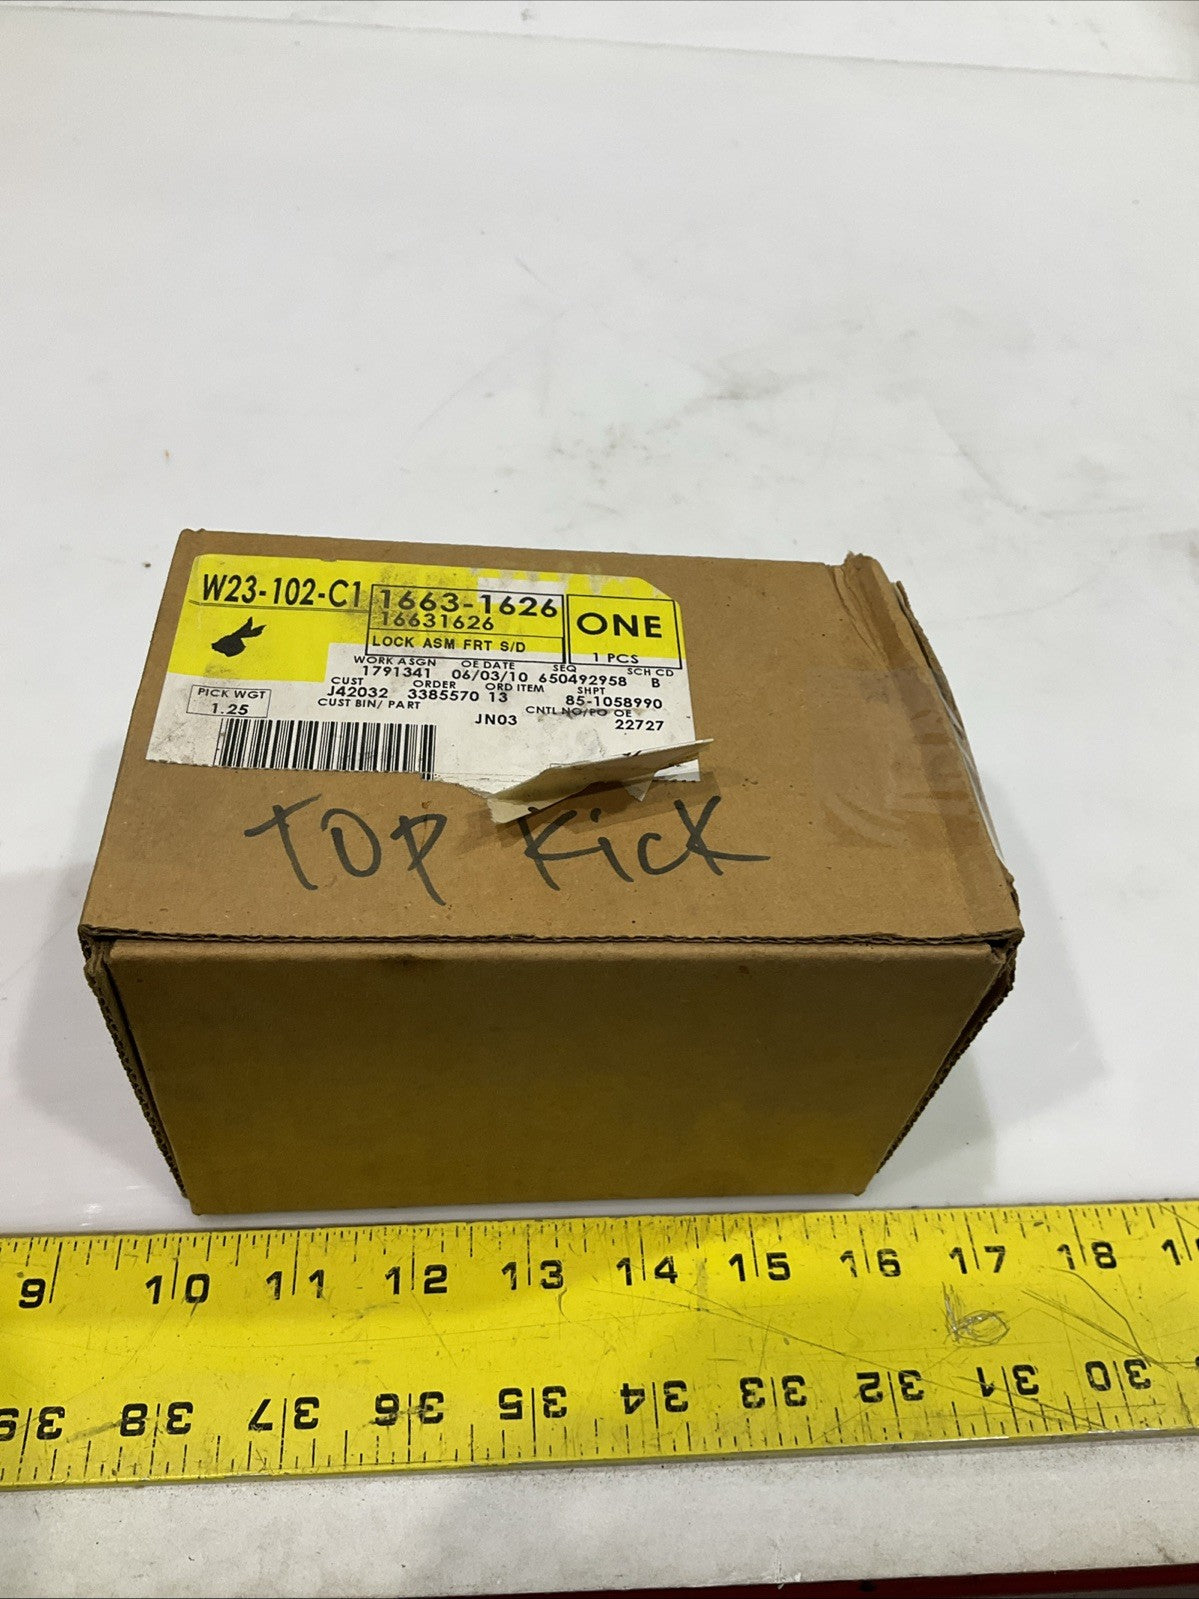 W23-102-C1
1663-1626
16631626
LOCK ASM FRT S/D
ONE
1 PCS
WORK ASGN OE DATE SEQ SCH CD
1791341 06/03/10 650492958 B
CUST ORDER ORD ITEM SHPT
J42032 3385570 13 85-1058990
CUST BIN/ PART CNTL NO/PO OE
JN03 22727
PICK WGT
1.25
TOP Kick
9 10 11 12 13 14 15 16 17 18
39 38 37 36 35 34 33 32 31 30